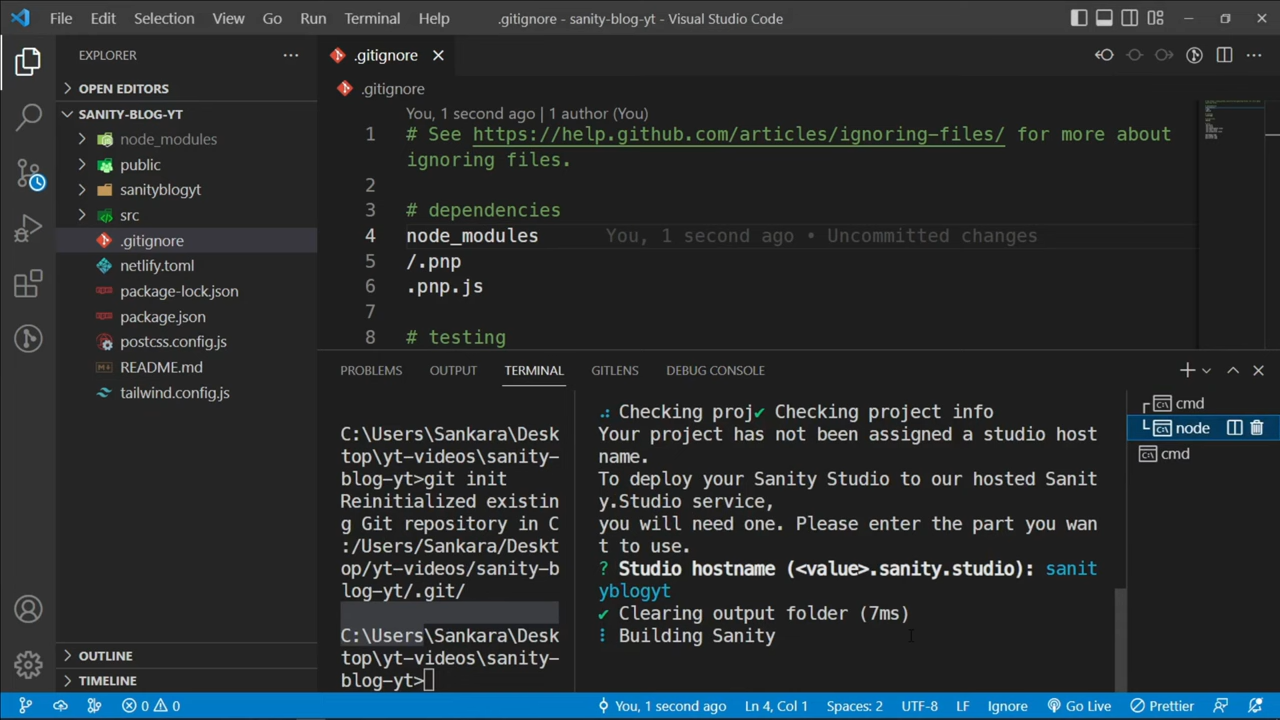 File Edit Selection View Go Run Terminal Help
.gitignore - sanity-blog-yt - Visual Studio Code
EXPLORER
OPEN EDITORS
SANITY-BLOG-YT
node_modules
public
sanityblogyt
src
.gitignore
netlify.toml
package-lock.json
package.json
postcss.config.js
README.md
tailwind.config.js
OUTLINE
TIMELINE
.gitignore
.gitignore
You, 1 second ago | 1 author (You)
1 # See https://help.github.com/articles/ignoring-files/ for more about
ignoring files.
2
3 # dependencies
4 node_modules You, 1 second ago • Uncommitted changes
5 /.pnp
6 .pnp.js
7
8 # testing
PROBLEMS OUTPUT TERMINAL GITLENS DEBUG CONSOLE
C:\Users\Sankara\Desk
top\yt-videos\sanity-
blog-yt>git init
Reinitialized existin
g Git repository in C
:/Users/Sankara/Deskt
op/yt-videos/sanity-b
log-yt/.git/
C:\Users\Sankara\Desk
top\yt-videos\sanity-
blog-yt>
Checking proj✔ Checking project info
Your project has not been assigned a studio host
name.
To deploy your Sanity Studio to our hosted Sanit
y.Studio service,
you will need one. Please enter the part you wan
t to use.
? Studio hostname (<value>.sanity.studio): sanit
yblogyt
✔ Clearing output folder (7ms)
Building Sanity
cmd
node
cmd
0 0 You, 1 second ago Ln 4, Col 1 Spaces: 2 UTF-8 LF Ignore Go Live Prettier